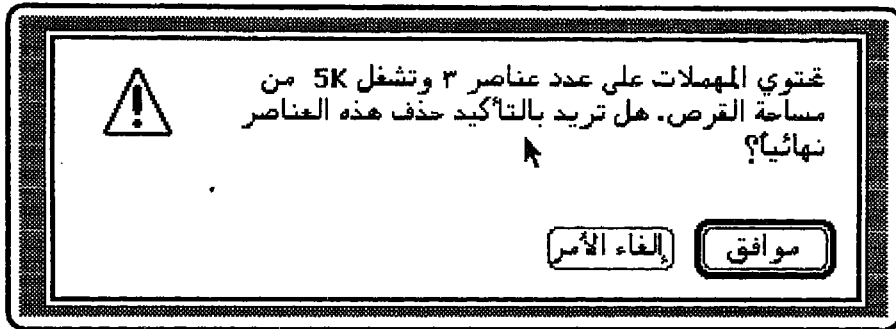 تحتوي المهملات على عدد عناصر ٣ وتشغل 5K من
مساحة القرص. هل تريد بالتأكيد حذف هذه العناصر
نهائياً؟
موافق
إلغاء الأمر